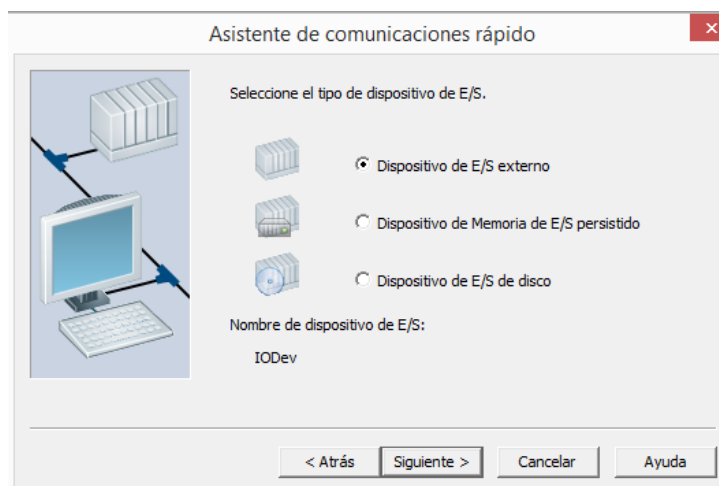 Asistente de comunicaciones rápido
Seleccione el tipo de dispositivo de E/S.
Dispositivo de E/S externo
Dispositivo de Memoria de E/S persistido
Dispositivo de E/S de disco
Nombre de dispositivo de E/S:
IODev
< Atrás Siguiente > Cancelar Ayuda